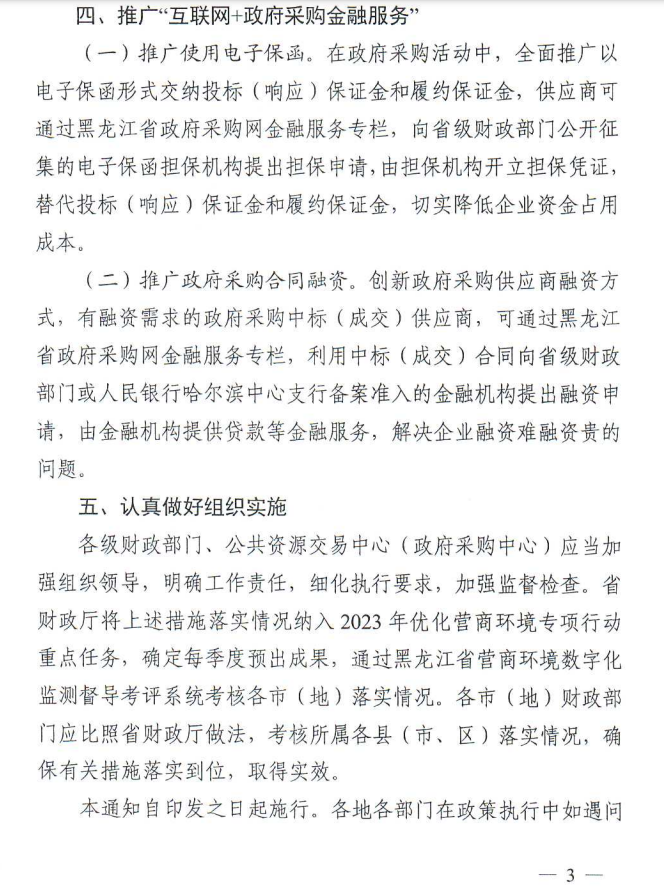 四、推广“互联网+政府采购金融服务”
（一）推广使用电子保函。在政府采购活动中，全面推广以
电子保函形式交纳投标（响应）保证金和履约保证金，供应商可
通过黑龙江省政府采购网金融服务专栏，向省级财政部门公开征
集的电子保函担保机构提出担保申请，由担保机构开立担保凭证，
替代投标（响应）保证金和履约保证金，切实降低企业资金占用
成本。
（二）推广政府采购合同融资。创新政府采购供应商融资方
式，有融资需求的政府采购中标（成交）供应商，可通过黑龙江
省政府采购网金融服务专栏，利用中标（成交）合同向省级财政
部门或人民银行哈尔滨中心支行备案准入的金融机构提出融资申
请，由金融机构提供贷款等金融服务，解决企业融资难融资贵的
问题。
五、认真做好组织实施
各级财政部门、公共资源交易中心（政府采购中心）应当加
强组织领导，明确工作责任，细化执行要求，加强监督检查。省
财政厅将上述措施落实情况纳入 2023 年优化营商环境专项行动
重点任务，确定每季度预出成果，通过黑龙江省营商环境数字化
监测督导考评系统考核各市（地）落实情况。各市（地）财政部
门应比照省财政厅做法，考核所属各县（市、区）落实情况，确
保有关措施落实到位，取得实效。
本通知自印发之日起施行。各地各部门在政策执行中如遇问
— 3 —